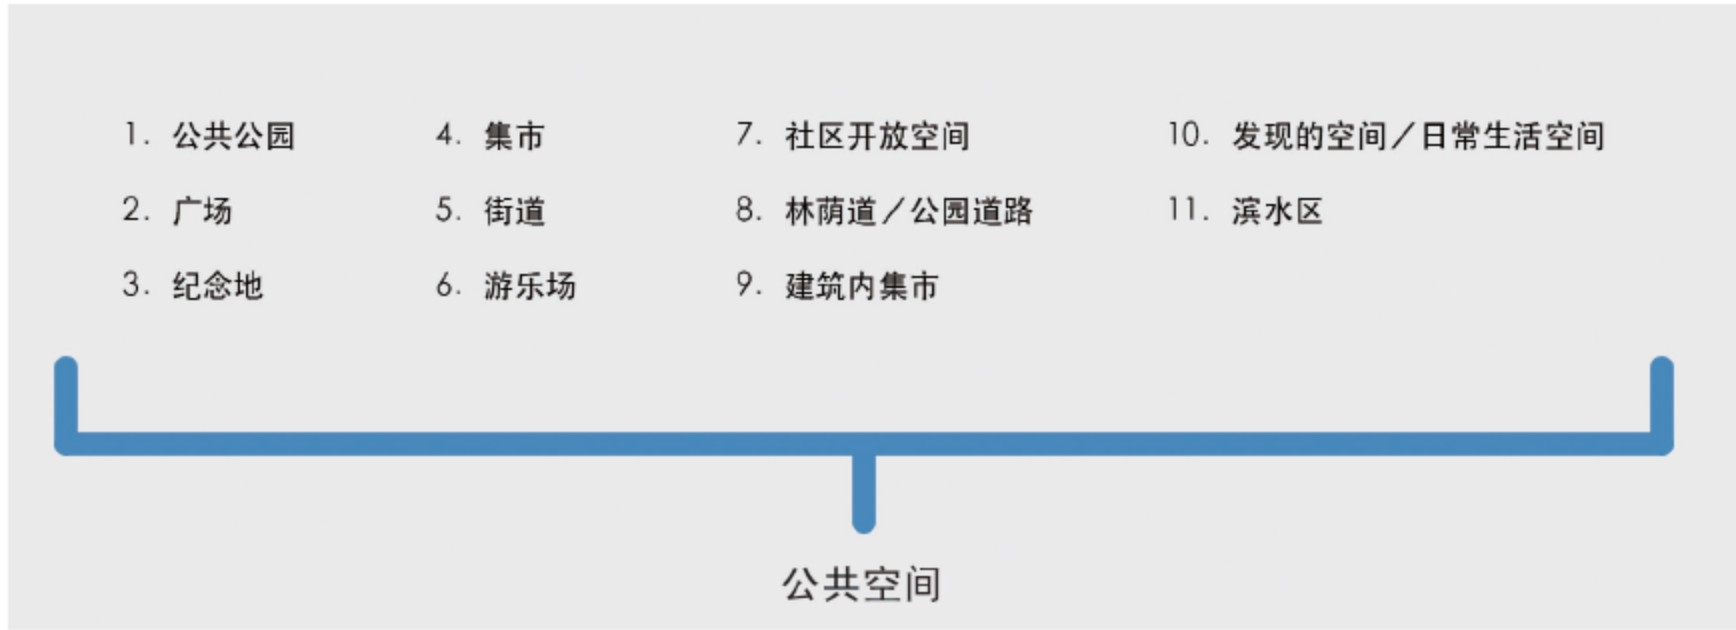 1. 公共公园
2. 广场
3. 纪念地
4. 集市
5. 街道
6. 游乐场
7. 社区开放空间
8. 林荫道／公园道路
9. 建筑内集市
10. 发现的空间／日常生活空间
11. 滨水区
公共空间